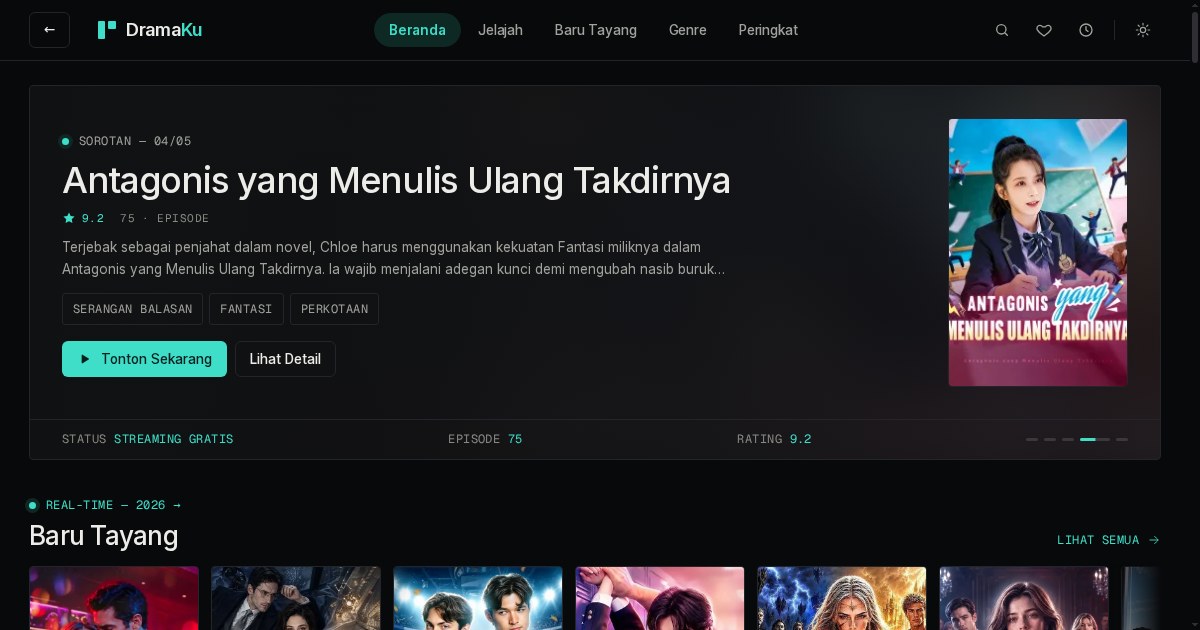 ←
DramaKu
Beranda
Jelajah
Baru Tayang
Genre
Peringkat
SOROTAN — 04/05
Antagonis yang Menulis Ulang Takdirnya
★ 9.2 75 · EPISODE
Terjebak sebagai penjahat dalam novel, Chloe harus menggunakan kekuatan Fantasi miliknya dalam
Antagonis yang Menulis Ulang Takdirnya. Ia wajib menjalani adegan kunci demi mengubah nasib buruk...
SERANGAN BALASAN
FANTASI
PERKOTAAN
Tonton Sekarang
Lihat Detail
ANTAGONIS yang
MENULIS ULANG TAKDIRNYA
STATUS STREAMING GRATIS
EPISODE 75
RATING 9.2
REAL-TIME — 2026 →
Baru Tayang
LIHAT SEMUA →